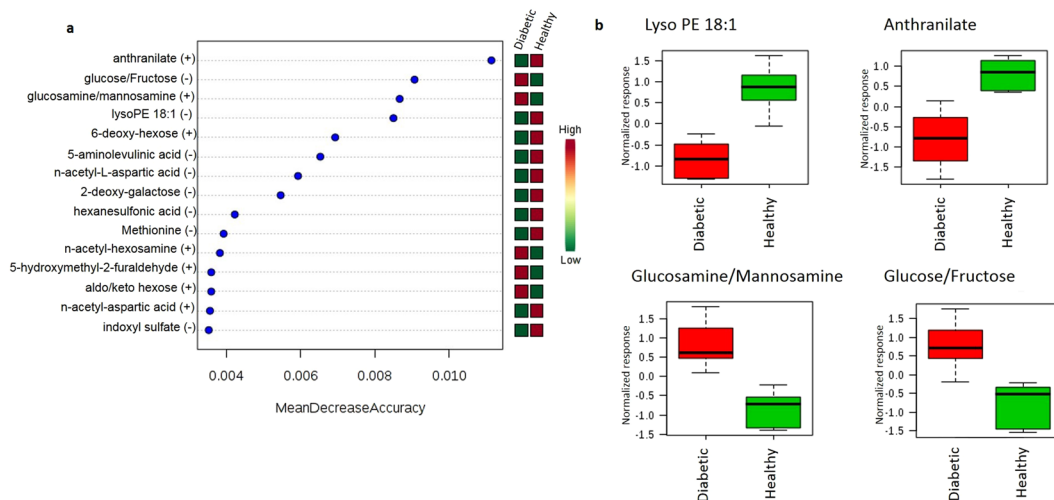 a
Diabetic
Healthy
anthranilate (+)
glucose/Fructose (-)
glucosamine/mannosamine (+)
lysoPE 18:1 (-)
6-deoxy-hexose (+)
5-aminolevulinic acid (-)
n-acetyl-L-aspartic acid (-)
2-deoxy-galactose (-)
hexanesulfonic acid (-)
Methionine (-)
n-acetyl-hexosamine (+)
5-hydroxymethyl-2-furaldehyde (+)
aldo/keto hexose (+)
n-acetyl-aspartic acid (+)
indoxyl sulfate (-)
0.004 0.006 0.008 0.010
MeanDecreaseAccuracy
High
Low
b
Lyso PE 18:1
Normalized response
1.5
1.0
0.5
0.0
-0.5
-1.0
Diabetic
Healthy
Anthranilate
Normalized response
1.0
0.5
0.0
-0.5
-1.0
-1.5
Diabetic
Healthy
Glucosamine/Mannosamine
Normalized response
1.5
1.0
0.5
0.0
-0.5
-1.0
-1.5
Diabetic
Healthy
Glucose/Fructose
Normalized response
1.5
1.0
0.5
0.0
-0.5
-1.0
-1.5
Diabetic
Healthy